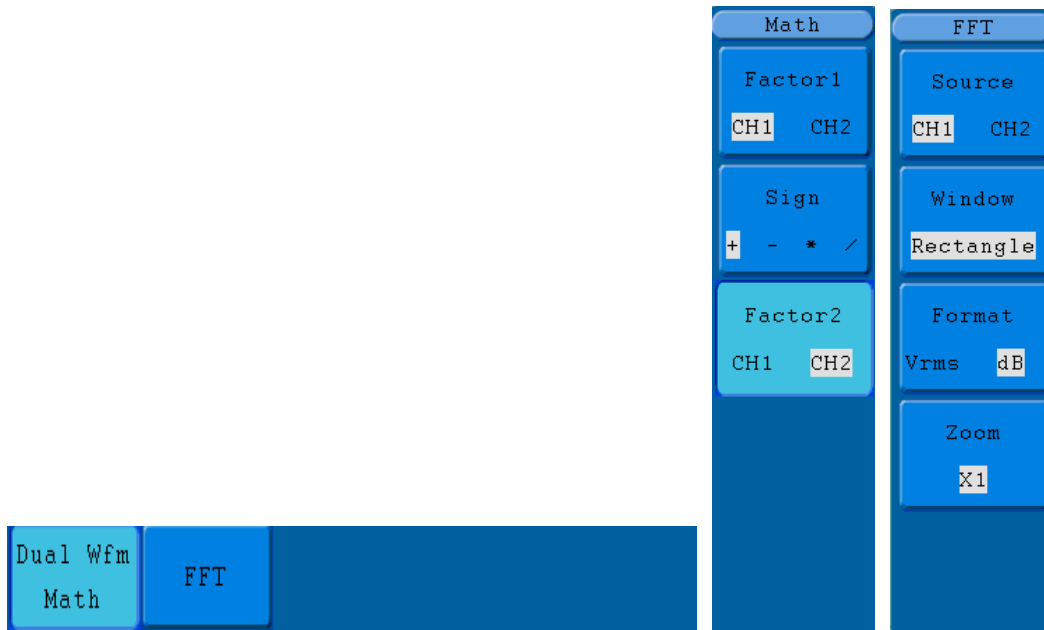 Math
Factor1
CH1 CH2
Sign
+ - * /
Factor2
CH1 CH2
FFT
Source
CH1 CH2
Window
Rectangle
Format
Vrms dB
Zoom
X1
Dual Wfm
Math
FFT